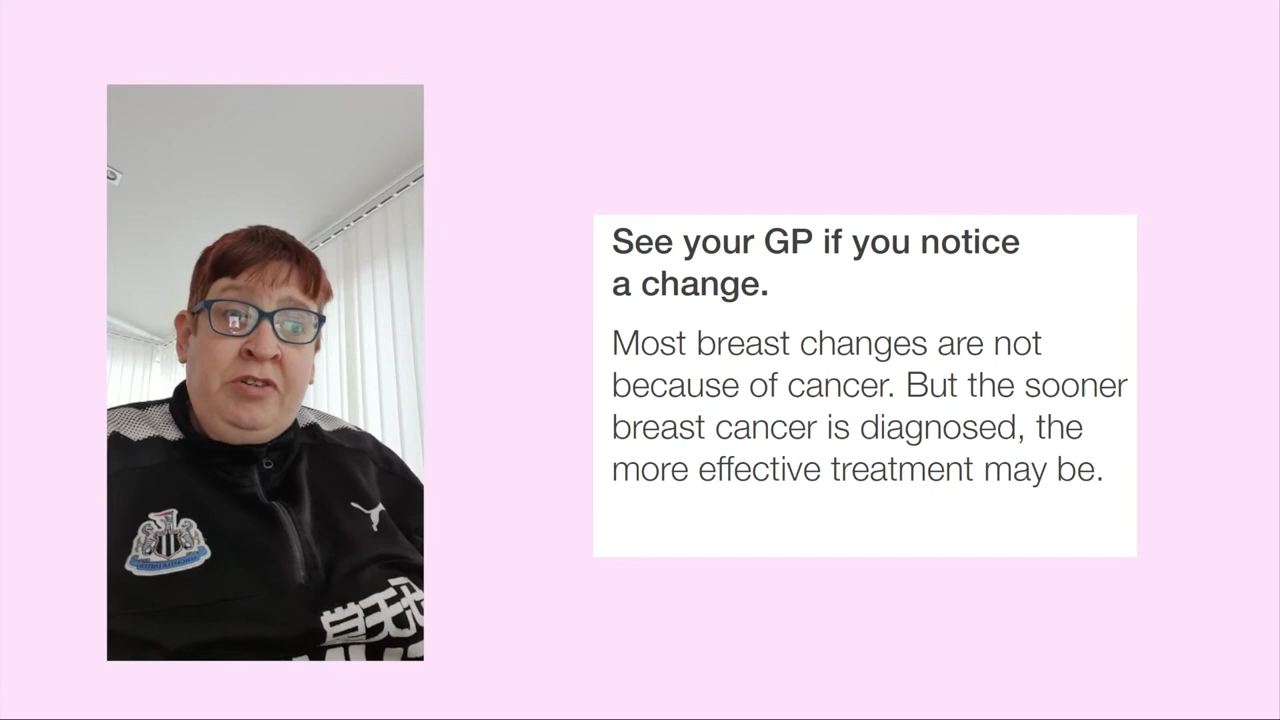 See your GP if you notice
a change.
Most breast changes are not
because of cancer. But the sooner
breast cancer is diagnosed, the
more effective treatment may be.